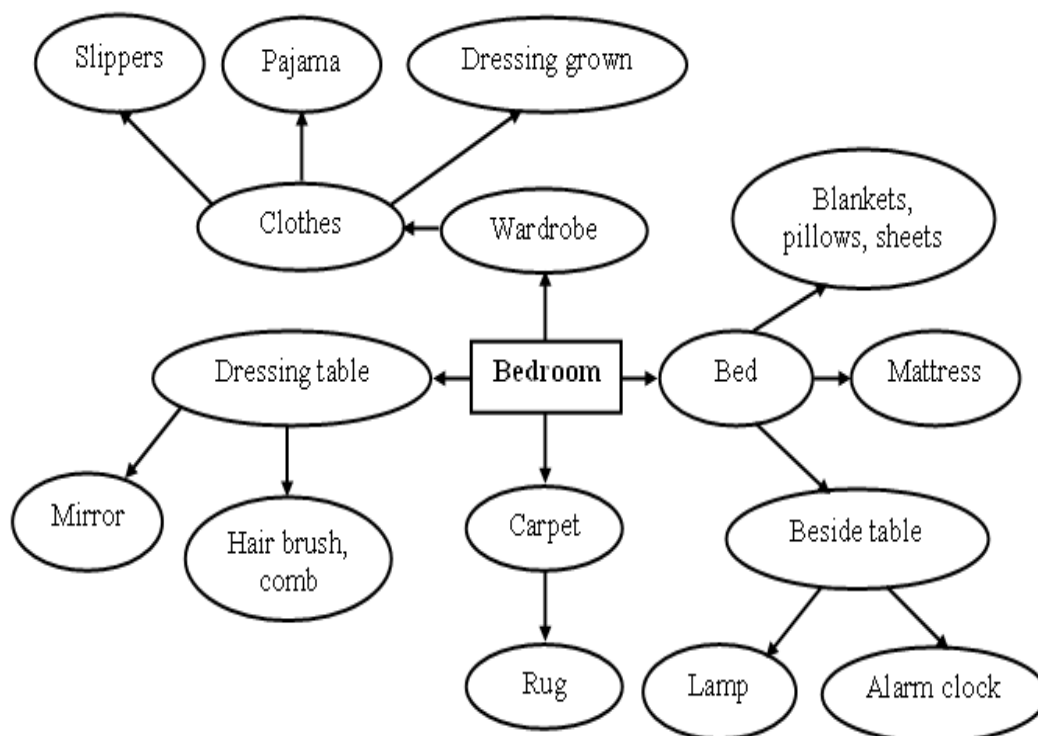 Slippers
Pajama
Dressing grown
Clothes
Wardrobe
Blankets,
pillows, sheets
Dressing table
Bedroom
Bed
Mattress
Mirror
Hair brush,
comb
Carpet
Beside table
Rug
Lamp
Alarm clock